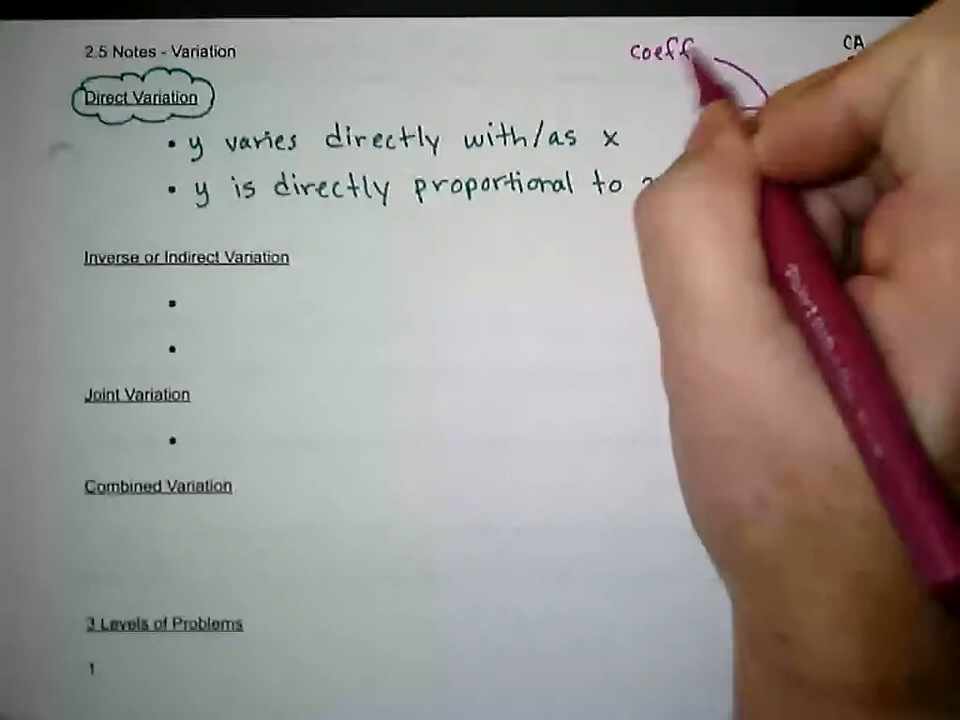 2.5 Notes - Variation
coeff
CA
Direct Variation
• y varies directly with/as x
• y is directly proportional to
Inverse or Indirect Variation
•
•
Joint Variation
•
Combined Variation
3 Levels of Problems
1